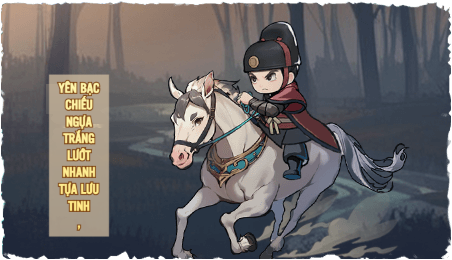 YÊN BẠC
CHIẾU
NGỰA
TRẮNG
LƯỚT
NHANH
TỰA LƯU
TINH
,